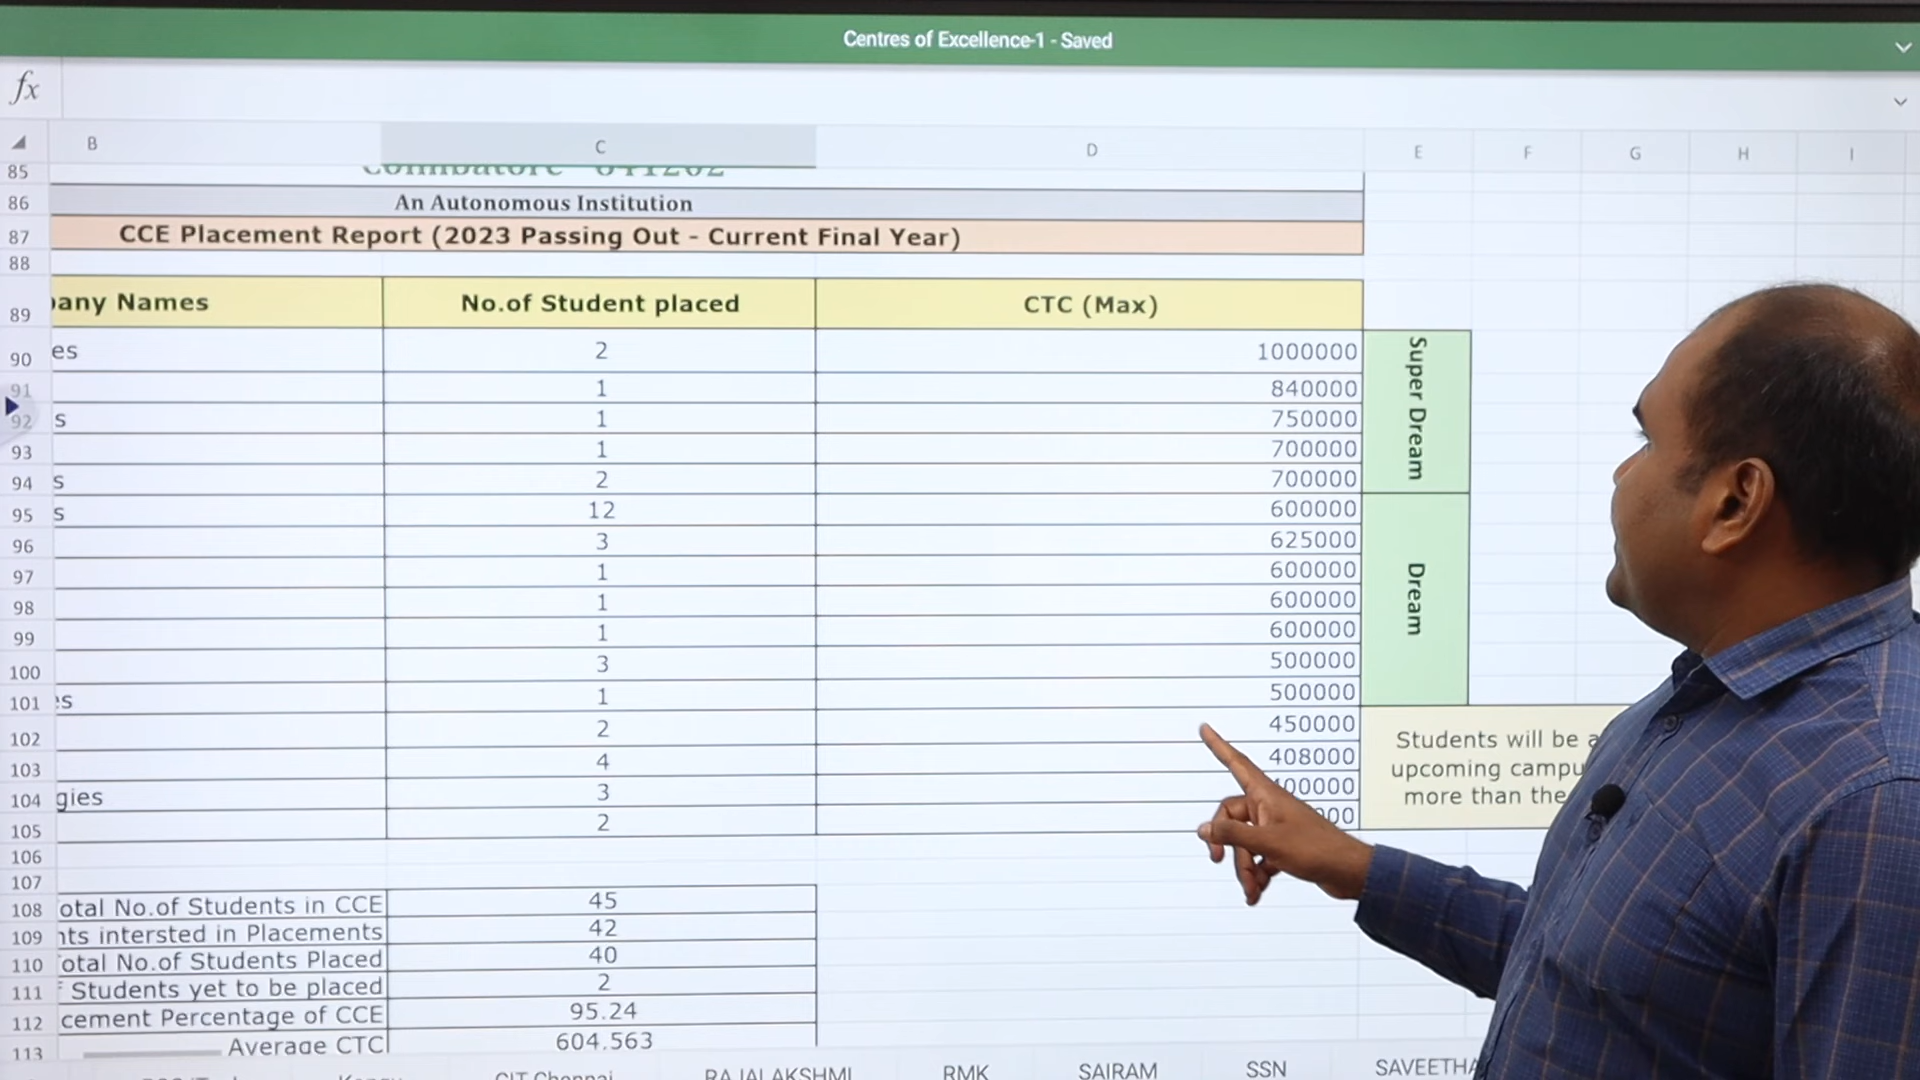 Centres of Excellence-1 - Saved
fx
B C D E F G H I
85
86 An Autonomous Institution
87 CCE Placement Report (2023 Passing Out - Current Final Year)
88
89 any Names No.of Student placed CTC (Max)
90 es 2 1000000
91 1 840000
92 s 1 750000
93 1 700000
94 s 2 700000
Super Dream
95 s 12 600000
96 3 625000
97 1 600000
98 1 600000
99 1 600000
100 3 500000
101 es 1 500000
Dream
102 2 450000
103 4 408000
104 gies 3 00000
105 2 00
Students will be a
upcoming campu
more than the
106
107
108 otal No.of Students in CCE 45
109 nts intersted in Placements 42
110 otal No.of Students Placed 40
111 Students yet to be placed 2
112 cement Percentage of CCE 95.24
113 Average CTC 604.563
CIT Chennai RAJALAKSHMI RMK SAIRAM SSN SAVEETHA